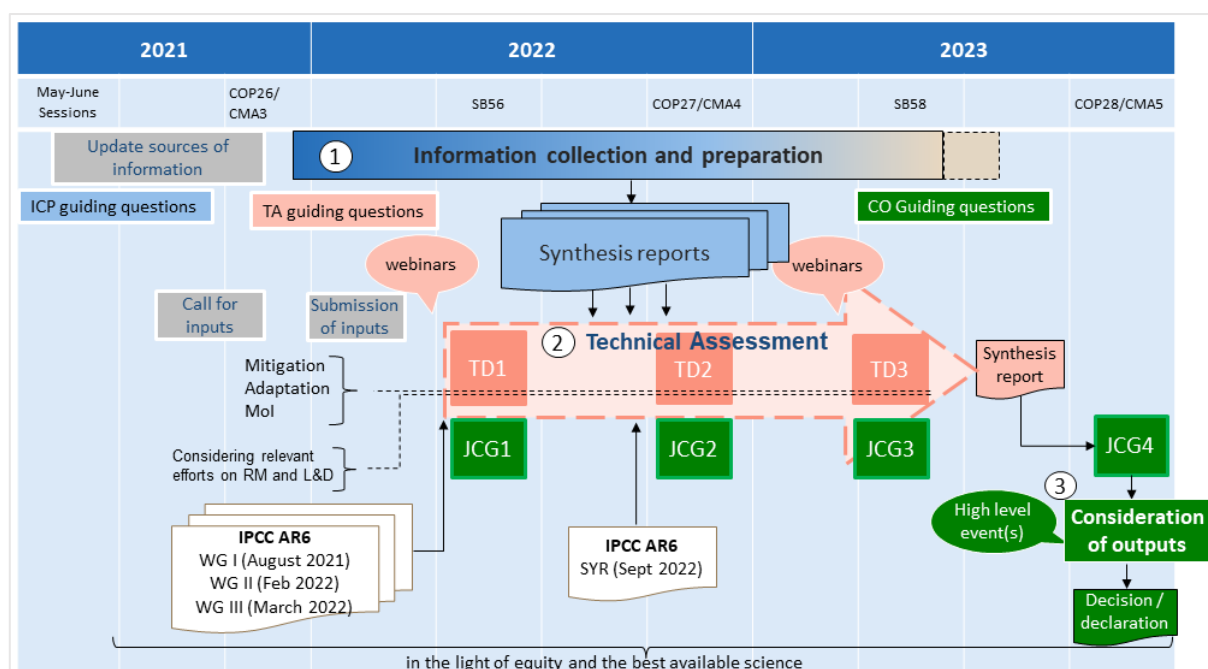 2021
2022
2023
May-June
Sessions
COP26/
CMA3
SB56
COP27/CMA4
SB58
COP28/CMA5
Update sources of
information
1
Information collection and preparation
ICP guiding questions
TA guiding questions
CO Guiding questions
webinars
Synthesis reports
webinars
Call for
inputs
Submission
of inputs
2
Technical Assessment
Mitigation
Adaptation
MoI
TD1
TD2
TD3
Synthesis
report
Considering relevant
efforts on RM and L&D
JCG1
JCG2
JCG3
JCG4
IPCC AR6
WG I (August 2021)
WG II (Feb 2022)
WG III (March 2022)
IPCC AR6
SYR (Sept 2022)
3
High level
event(s)
Consideration
of outputs
Decision /
declaration
in the light of equity and the best available science